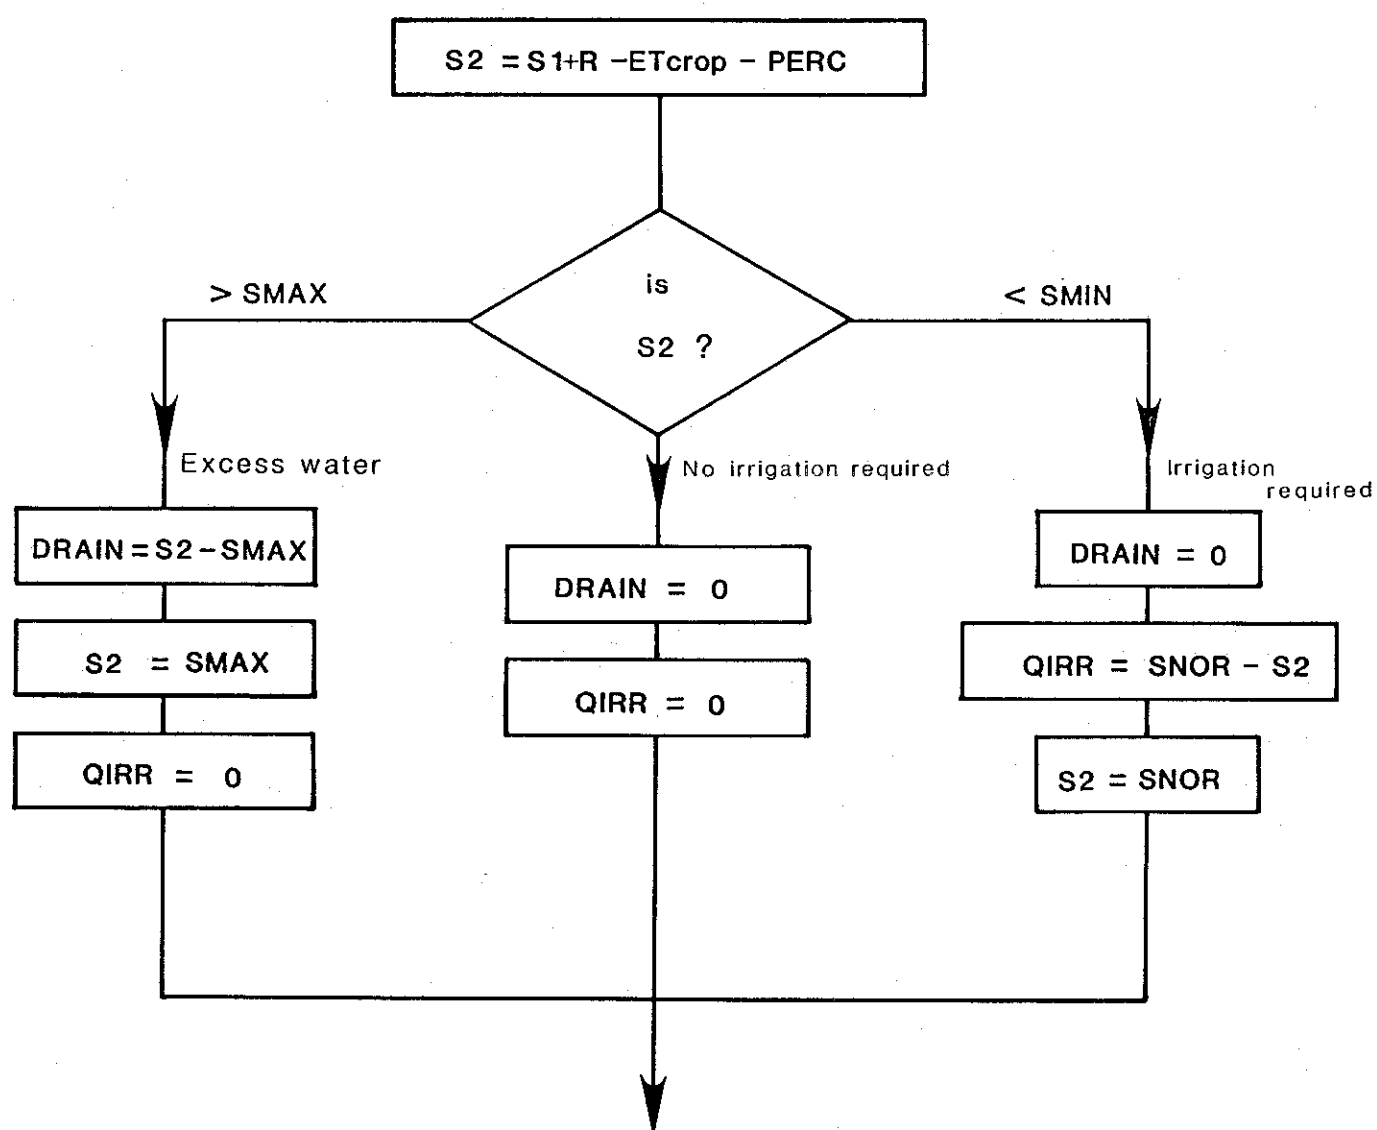 S2 = S1+R -ETcrop - PERC
is
S2 ?
> SMAX
< SMIN
Excess water
DRAIN = S2 - SMAX
S2 = SMAX
QIRR = 0
No irrigation required
DRAIN = 0
QIRR = 0
Irrigation
required
DRAIN = 0
QIRR = SNOR - S2
S2 = SNOR